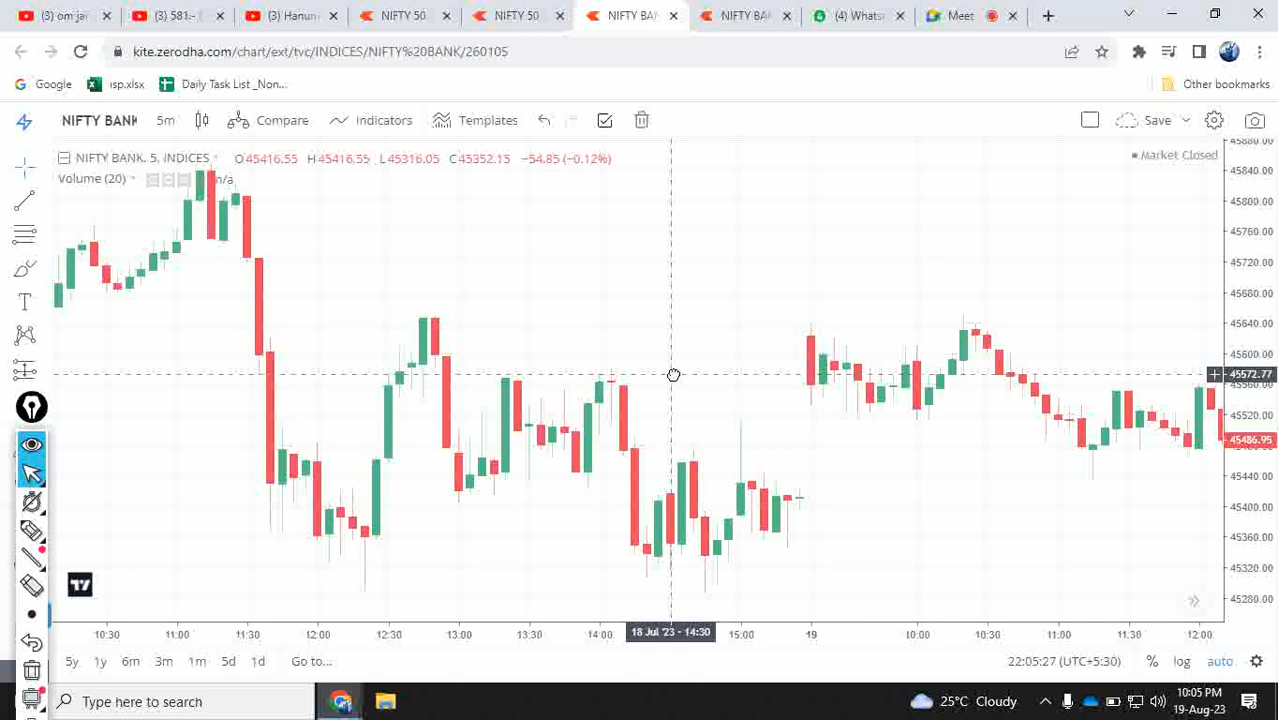 (3) om jar
(3) 581:-
(3) Hanum
NIFTY 50
NIFTY 50
NIFTY BAN
NIFTY BAN
(4) Whats
Meet
kite.zerodha.com/chart/ext/tvc/INDICES/NIFTY%20BANK/260105
Google
rsp.xlsx
Daily Task List _Non...
Other bookmarks
NIFTY BANK
5m
Compare
Indicators
Templates
Save
NIFTY BANK, 5, INDICES
O45416.55 H45416.55 L45316.05 C45352.15 −54.85 (−0.12%)
Market Closed
Volume (20)
n/a
45880.00
45840.00
45800.00
45760.00
45720.00
45680.00
45640.00
45600.00
45572.77
45560.00
45520.00
45486.95
45440.00
45400.00
45360.00
45320.00
45280.00
10:30
11:00
11:30
12:00
12:30
13:00
13:30
14:00
18 Jul '23 - 14:30
15:00
19
10:00
10:30
11:00
11:30
12:00
5y
1y
6m
3m
1m
5d
1d
Go to...
22:05:27 (UTC+5:30)
%
log
auto
Type here to search
25°C Cloudy
10:05 PM
19-Aug-23